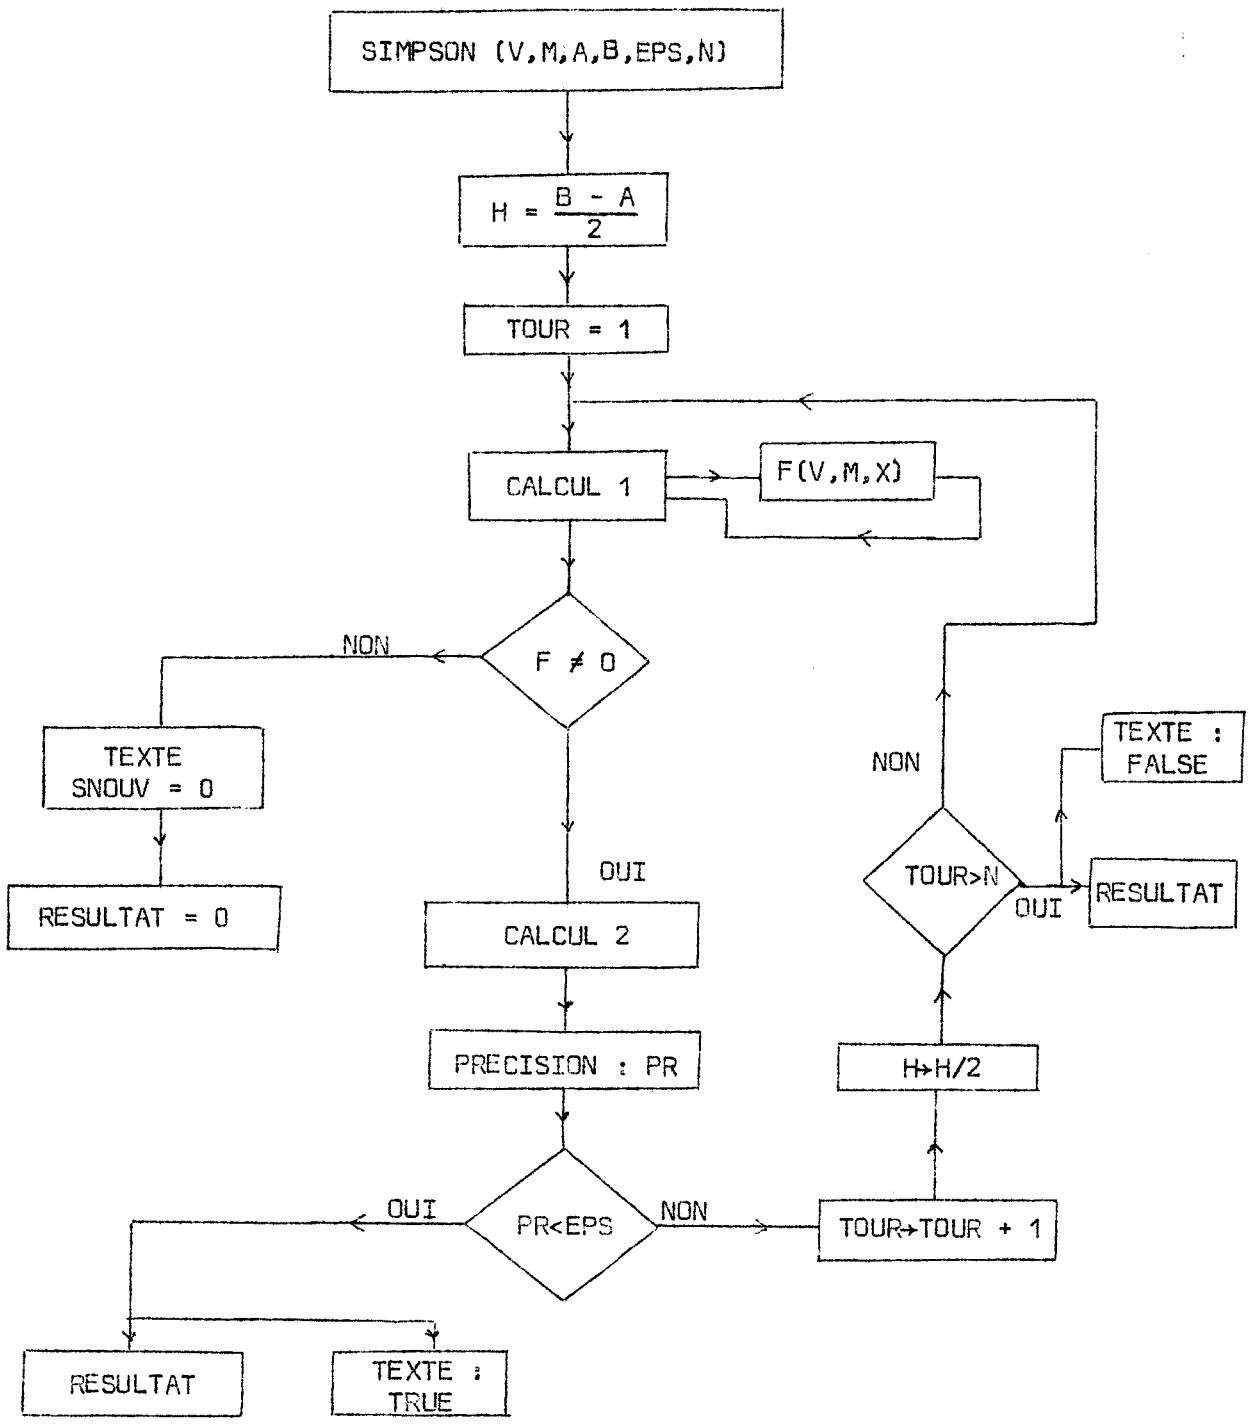 SIMPSON (V,M,A,B,EPS,N)
H = B - A
2
TOUR = 1
CALCUL 1
F(V,M,X)
NON
F ≠ 0
TEXTE
SNOUV = 0
RESULTAT = 0
OUI
CALCUL 2
PRECISION : PR
OUI
PR<EPS
NON
TOUR→TOUR + 1
H→H/2
TOUR>N
NON
OUI
TEXTE :
FALSE
RESULTAT
RESULTAT
TEXTE :
TRUE